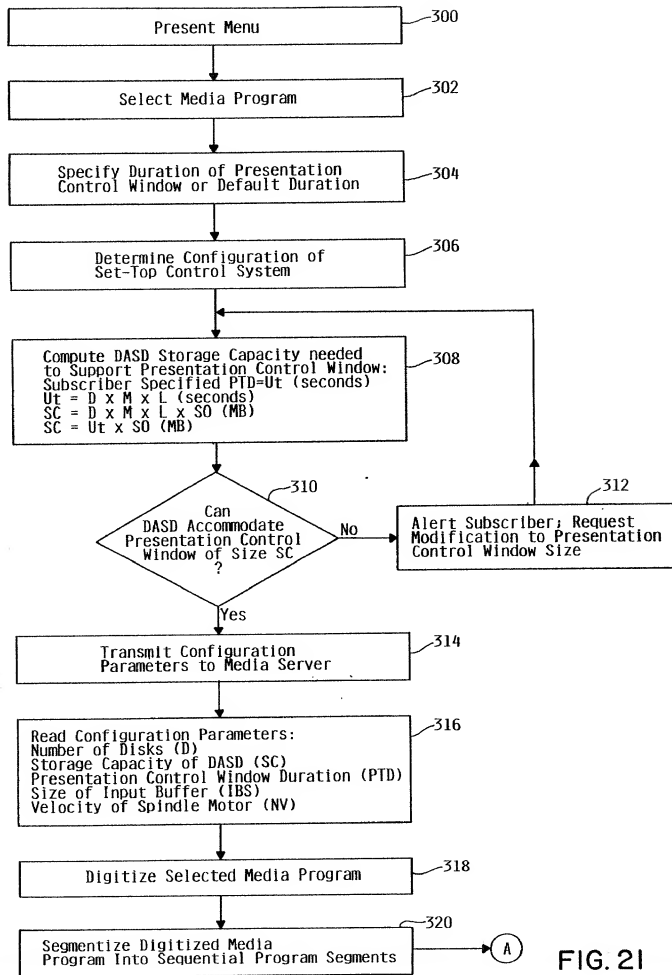 Present Menu
300
Select Media Program
302
Specify Duration of Presentation
Control Window or Default Duration
304
Determine Configuration of
Set-Top Control System
306
Compute DASD Storage Capacity needed
to Support Presentation Control Window:
Subscriber Specified PTD=Ut (seconds)
Ut = D x M x L (seconds)
SC = D x M x L x SO (MB)
SC = Ut x SO (MB)
308
310
Can
DASD Accommodate
Presentation Control
Window of Size SC
?
No
312
Alert Subscriber; Request
Modification to Presentation
Control Window Size
Yes
Transmit Configuration
Parameters to Media Server
314
Read Configuration Parameters:
Number of Disks (D)
Storage Capacity of DASD (SC)
Presentation Control Window Duration (PTD)
Size of Input Buffer (IBS)
Velocity of Spindle Motor (NV)
316
Digitize Selected Media Program
318
320
Segmentize Digitized Media
Program Into Sequential Program Segments
A
FIG. 21